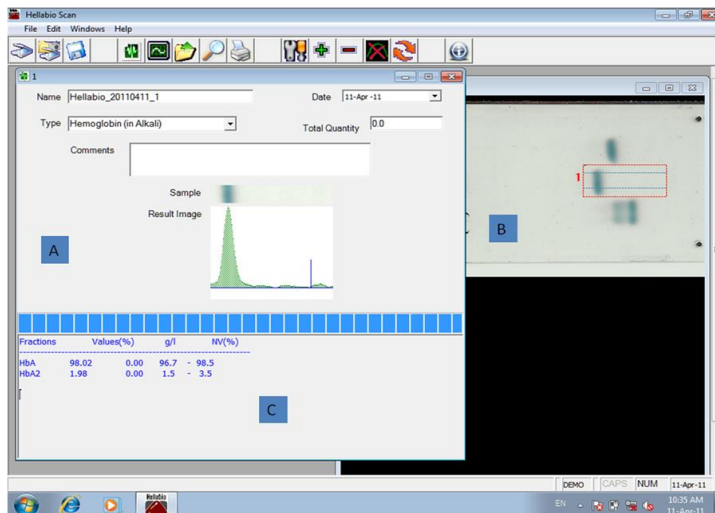 Hellabio Scan
File Edit Windows Help
1
Name Hellabio_20110411_1 Date 11-Apr -11
Type Hemoglobin (in Alkali) Total Quantity 0.0
Comments
Sample
Result Image
A
1
B
Fractions Values(%) g/l NV(%)
HbA 98.02 0.00 96.7 - 98.5
HbA2 1.98 0.00 1.5 - 3.5
C
DEMO CAPS NUM 11-Apr-11
Hellabio
EN 10:35 AM
11-Apr-11